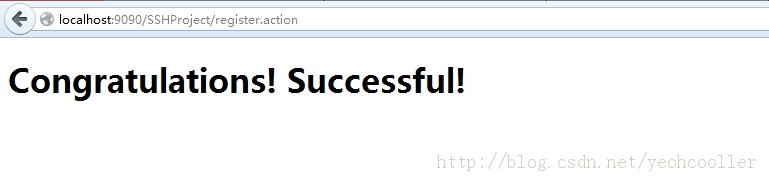 localhost:9090/SSHProject/register.action
Congratulations! Successful!
http://blog.csdn.net/yeohcooller